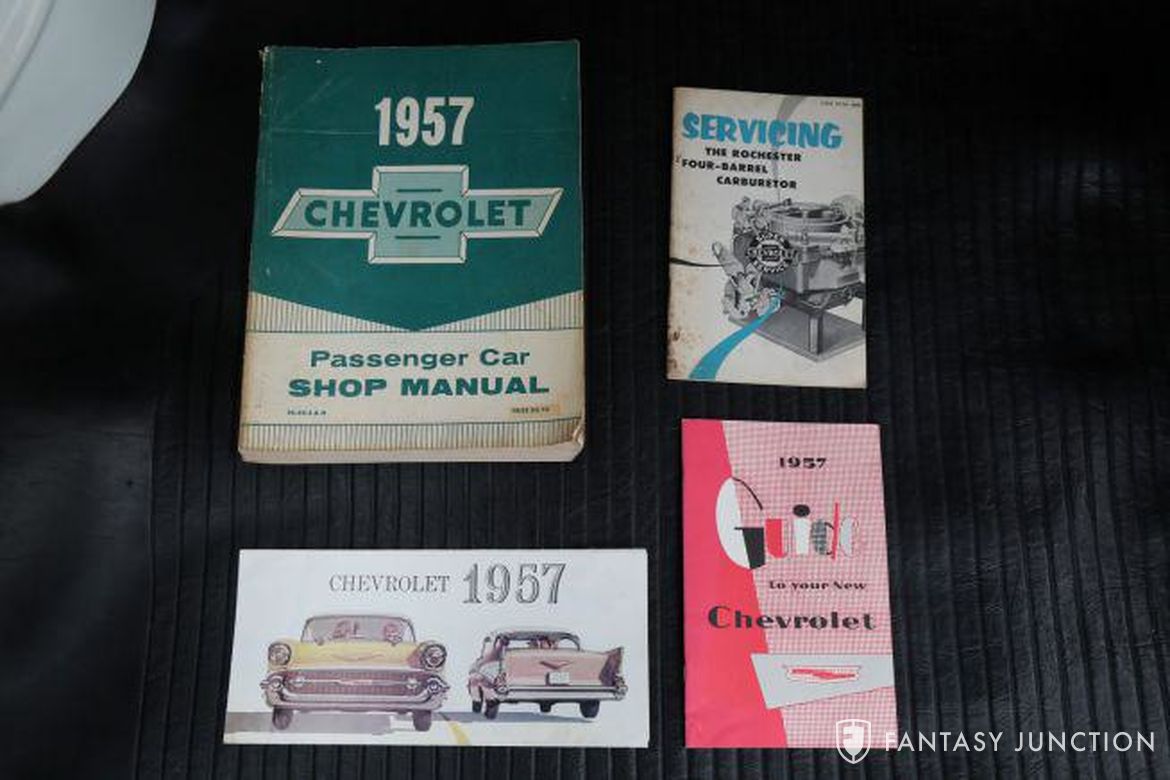 1957
CHEVROLET
Passenger Car
SHOP MANUAL
SERVICING
THE ROCHESTER
FOUR-BARREL
CARBURETOR
CHEVROLET 1957
1957
Guide
to your New
Chevrolet
FANTASY JUNCTION